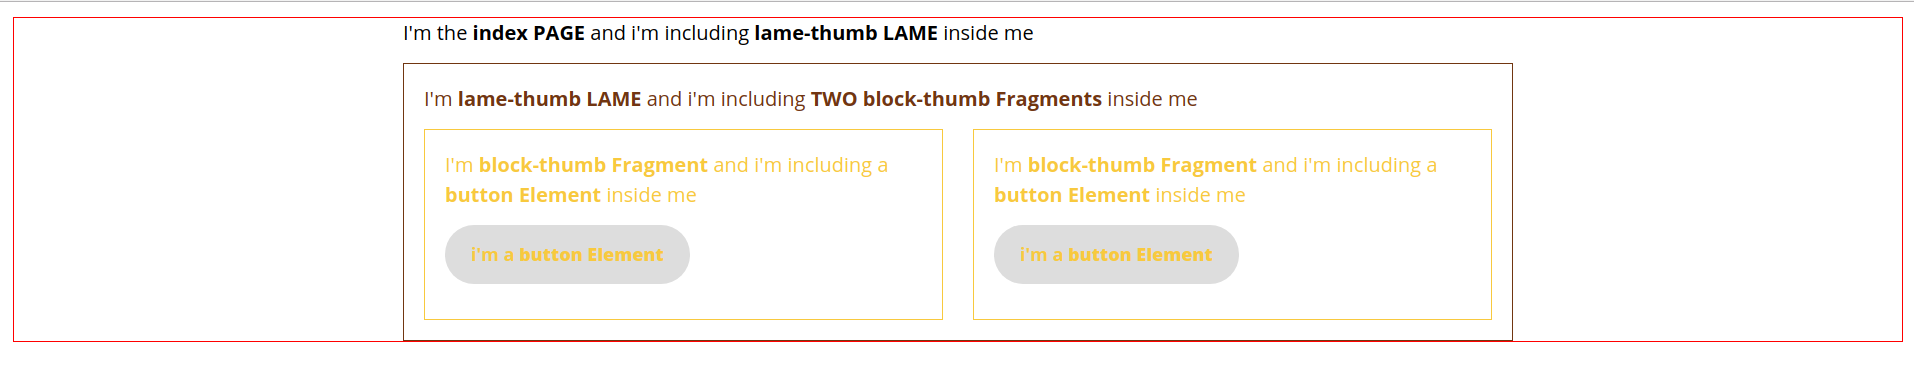 I'm the index PAGE and i'm including lame-thumb LAME inside me
I'm lame-thumb LAME and i'm including TWO block-thumb Fragments inside me
I'm block-thumb Fragment and i'm including a
button Element inside me
i'm a button Element
I'm block-thumb Fragment and i'm including a
button Element inside me
i'm a button Element